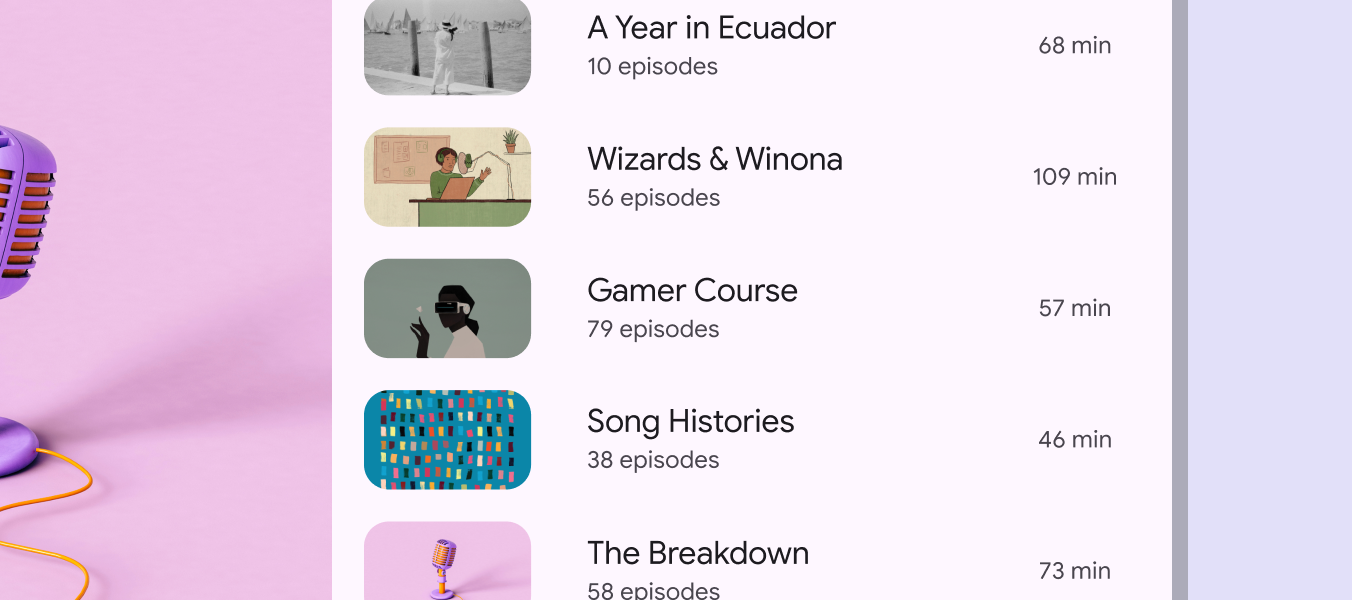 A Year in Ecuador
10 episodes
68 min
Wizards & Winona
56 episodes
109 min
Gamer Course
79 episodes
57 min
Song Histories
38 episodes
46 min
The Breakdown
58 episodes
73 min